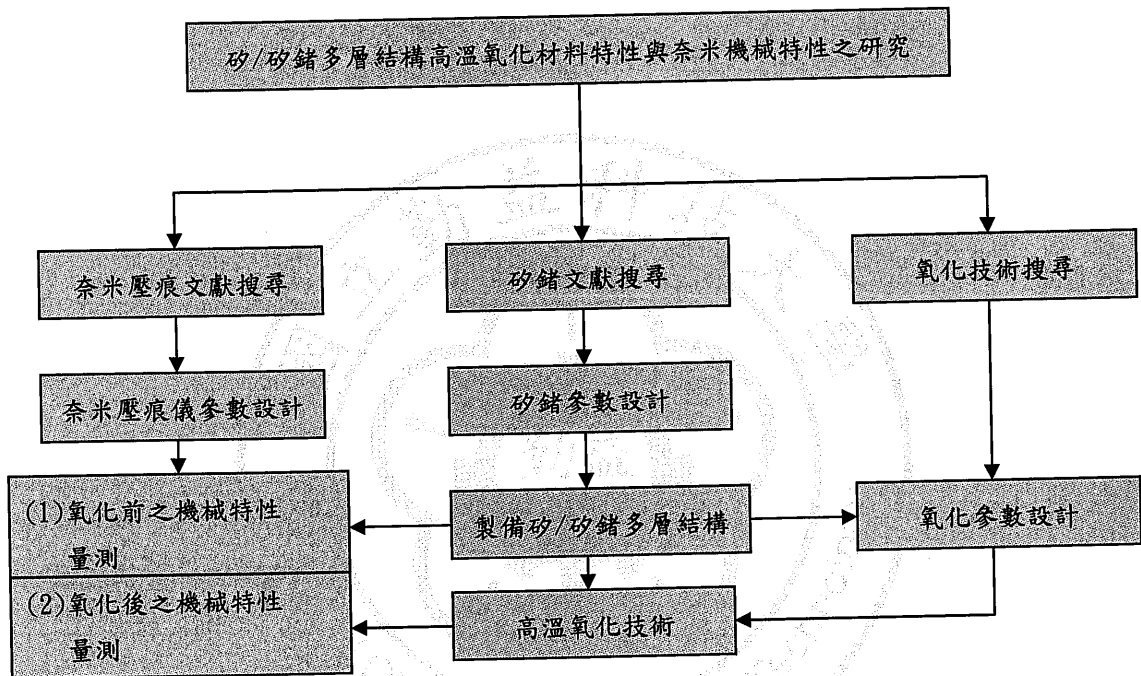 矽/矽鍺多層結構高溫氧化材料特性與奈米機械特性之研究
奈米壓痕文獻搜尋
矽鍺文獻搜尋
氧化技術搜尋
奈米壓痕儀參數設計
矽鍺參數設計
(1)氧化前之機械特性
量測
製備矽/矽鍺多層結構
氧化參數設計
(2)氧化後之機械特性
量測
高溫氧化技術